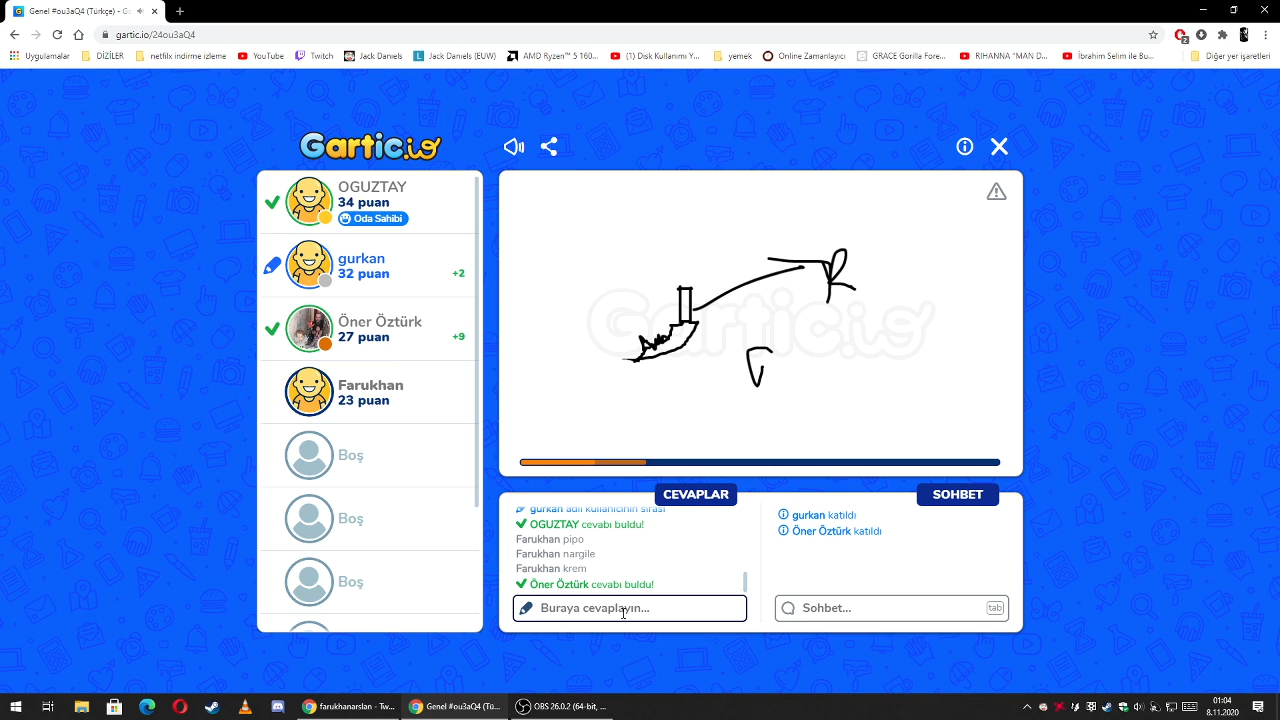 Genel #ou3aQ4 (Türkçe) - G
gartic.io/24ou3aQ4
Uygulamalar
DİZİLER
netflix indirme izleme
YouTube
Twitch
Jack Daniels
Jack Daniels (EUW)
AMD Ryzen™ 5 160...
(1) Disk Kullanımı Y...
yemek
Online Zamanlayıcı
GRACE Gorilla Fore...
RIHANNA "MAN D...
İbrahim Selim ile Bu...
Diğer yer işaretleri
Gartic.io
OGUZTAY
34 puan
Oda Sahibi
gurkan
32 puan
+2
Öner Öztürk
27 puan
+9
Farukhan
23 puan
Boş
Boş
Boş
Gartic.io
R
CEVAPLAR
gurkan adlı kullanıcının sırası
OGUZTAY cevabı buldu!
Farukhan pipo
Farukhan nargile
Farukhan krem
Öner Öztürk cevabı buldu!
Buraya cevaplayın...
SOHBET
gurkan katıldı
Öner Öztürk katıldı
Sohbet...
tab
farukhanarslan - Tw...
Genel #ou3aQ4 (Tü...
OBS 26.0.2 (64-bit, ...
01:04
8.11.2020